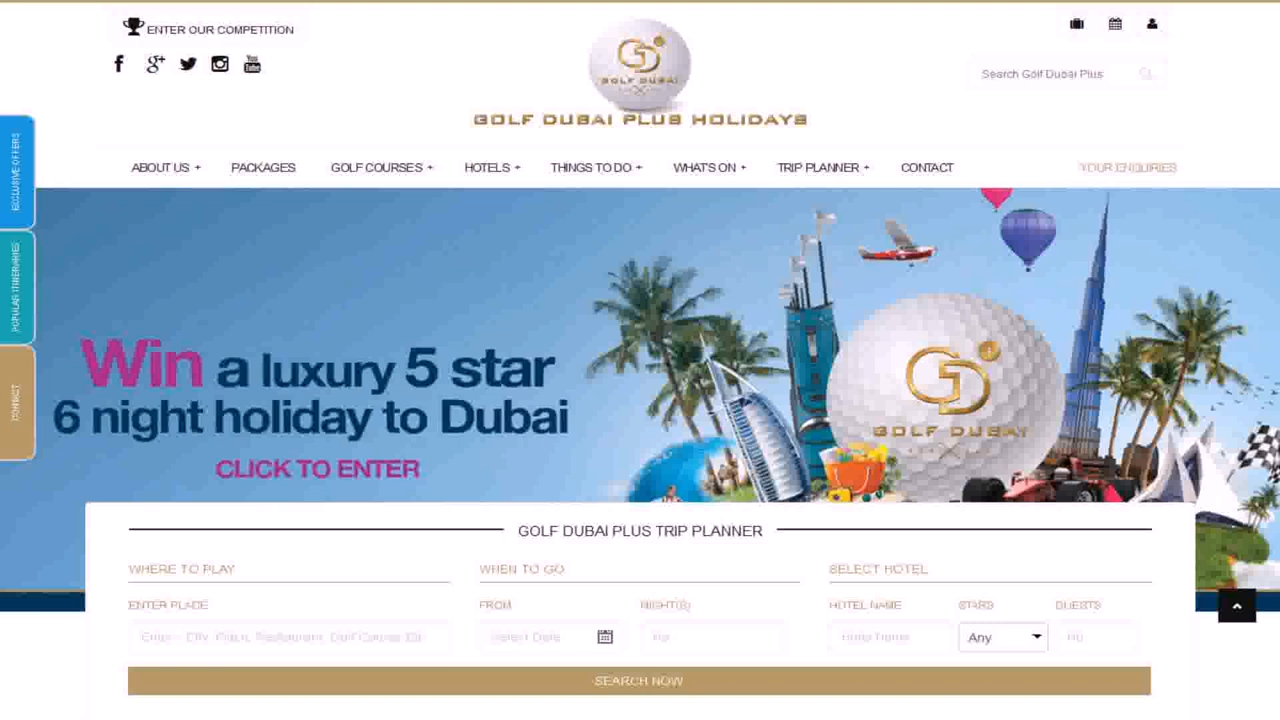 ENTER OUR COMPETITION
Search Golf Dubai Plus
GOLF DUBAI
GOLF DUBAI PLUS HOLIDAYS
ABOUT US + PACKAGES GOLF COURSES + HOTELS + THINGS TO DO + WHAT'S ON + TRIP PLANNER + CONTACT YOUR ENQUIRIES
EXCLUSIVE OFFERS
POPULAR ITINERARIES
CONTACT
Win a luxury 5 star
6 night holiday to Dubai
CLICK TO ENTER
GD
GOLF DUBAI
GOLF DUBAI PLUS TRIP PLANNER
WHERE TO PLAY WHEN TO GO SELECT HOTEL
ENTER PLACE FROM NIGHT(S) HOTEL NAME STARS GUESTS
Select Date Hotel Name Any
SEARCH NOW